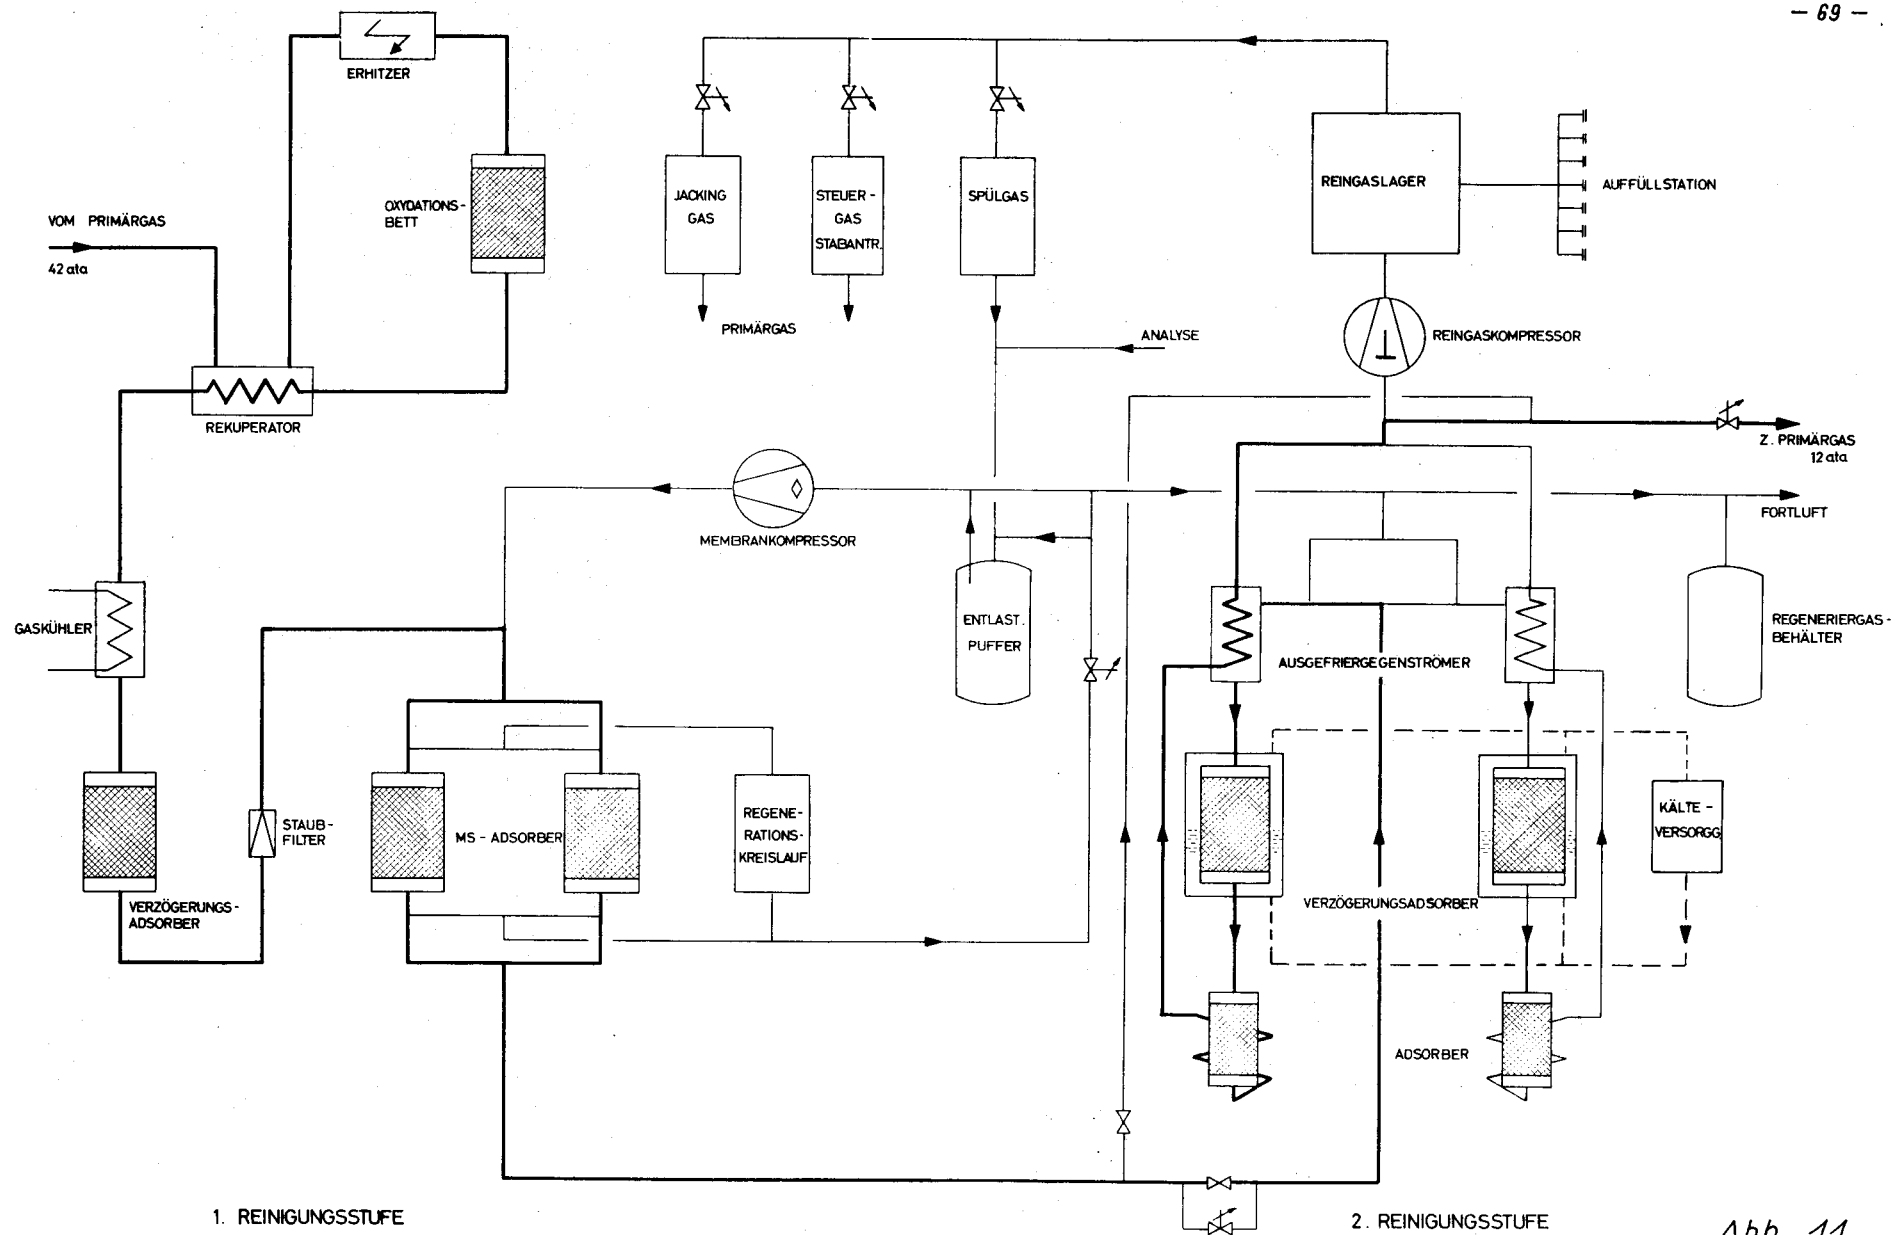 - 69 -
ERHITZER
OXYDATIONS-
BETT
VOM PRIMÄRGAS
42 ata
REKUPERATOR
JACKING
GAS
STEUER-
GAS
STABANTR.
SPÜLGAS
REINGASLAGER
AUFFÜLLSTATION
PRIMÄRGAS
ANALYSE
REINGASKOMPRESSOR
Z. PRIMÄRGAS
12 ata
MEMBRANKOMPRESSOR
FORTLUFT
GASKÜHLER
ENTLAST.
PUFFER
AUSGEFRIERGEGENSTRÖMER
REGENERIERGAS-
BEHÄLTER
STAUB-
FILTER
MS-ADSORBER
REGENE-
RATIONS-
KREISLAUF
KÄLTE-
VERSORGG.
VERZÖGERUNGS-
ADSORBER
VERZÖGERUNGSADSORBER
ADSORBER
1. REINIGUNGSSTUFE
2. REINIGUNGSSTUFE
Abb. 11